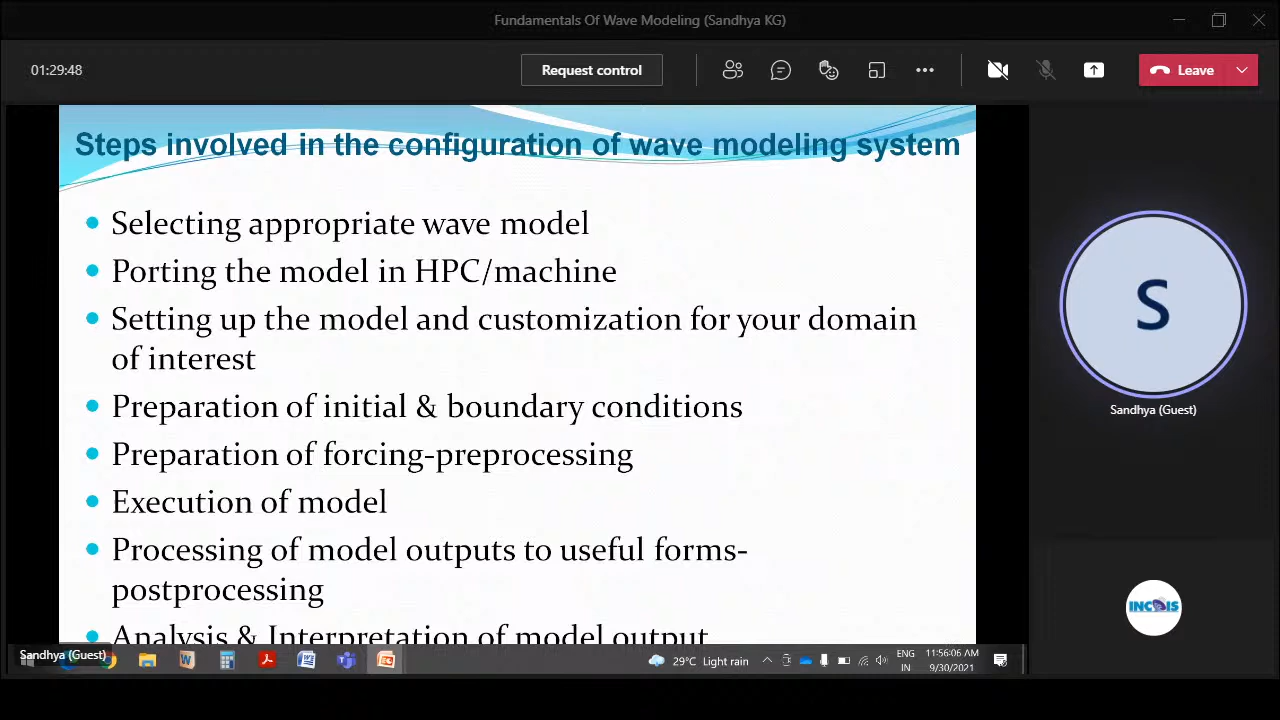 Fundamentals Of Wave Modeling (Sandhya KG)
01:29:48
Request control
Leave
Steps involved in the configuration of wave modeling system
Selecting appropriate wave model
Porting the model in HPC/machine
Setting up the model and customization for your domain
of interest
Preparation of initial & boundary conditions
Preparation of forcing-preprocessing
Execution of model
Processing of model outputs to useful forms-
postprocessing
Analysis & Interpretation of model output
S
Sandhya (Guest)
INCOIS
Sandhya (Guest)
29°C Light rain
ENG
IN
11:56:06 AM
9/30/2021